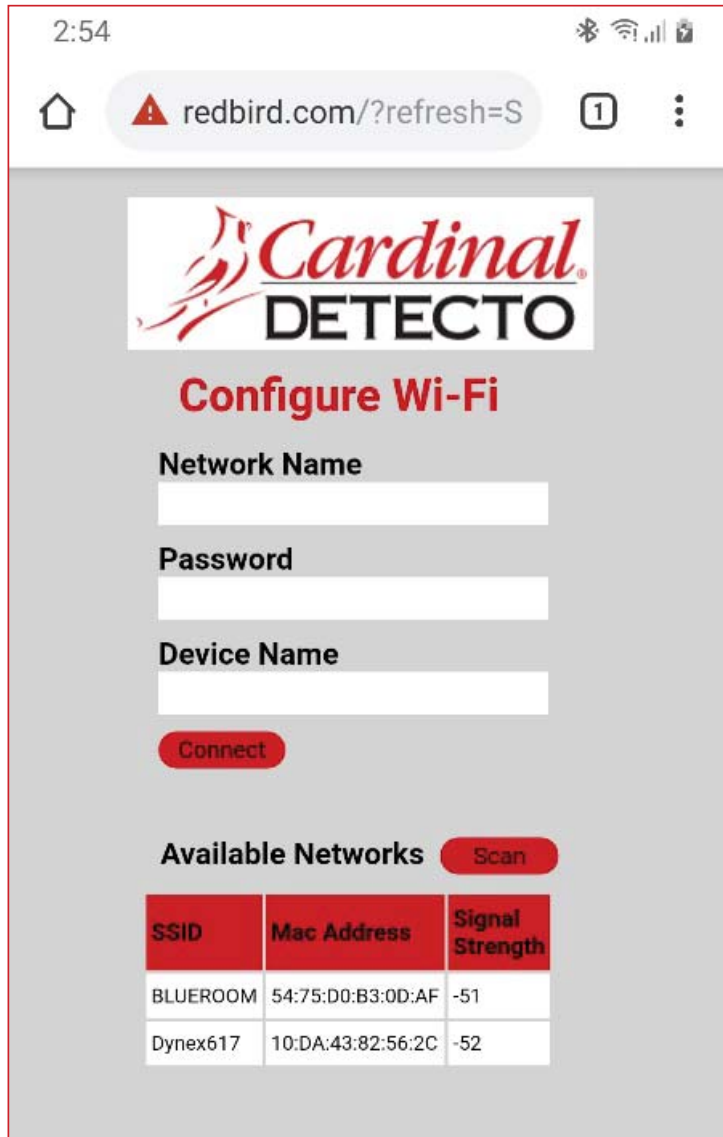 2:54
redbird.com/?refresh=S 1
Cardinal®
DETECTO
Configure Wi-Fi
Network Name
Password
Device Name
Connect
Available Networks Scan
SSID Mac Address Signal Strength
BLUEROOM 54:75:D0:B3:0D:AF -51
Dynex617 10:DA:43:82:56:2C -52